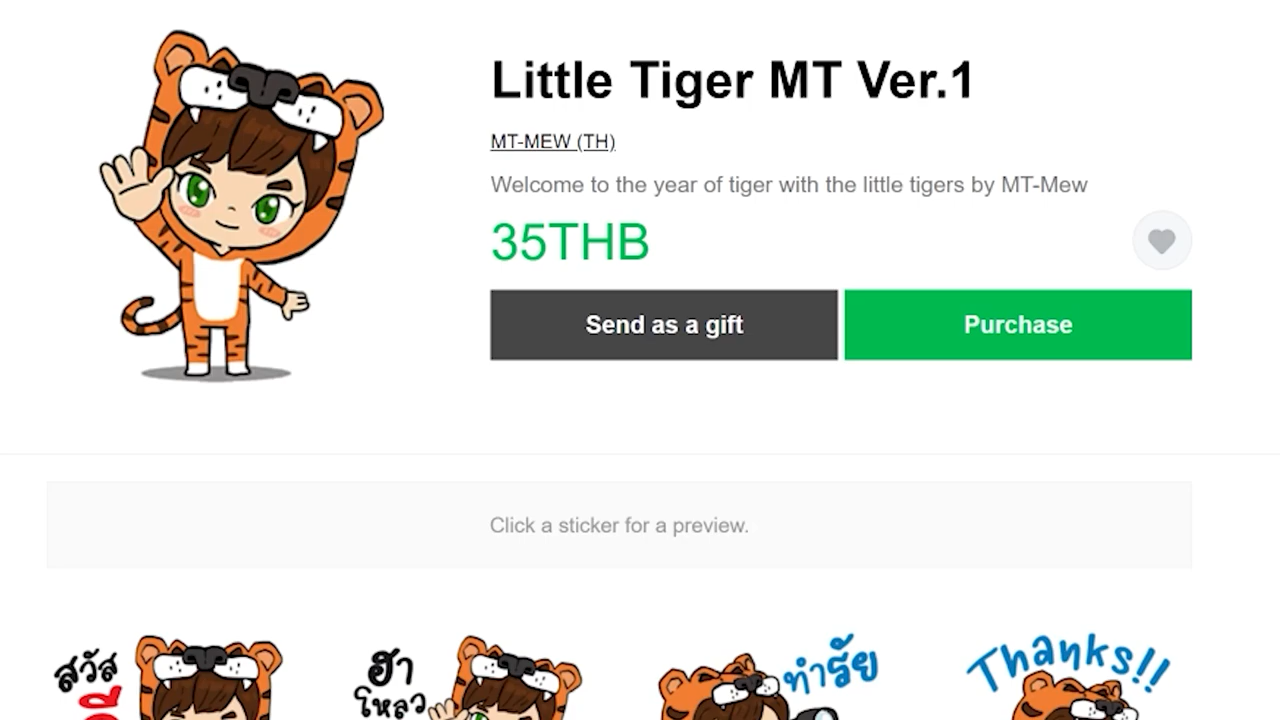 Little Tiger MT Ver.1
MT-MEW (TH)
Welcome to the year of tiger with the little tigers by MT-Mew
35THB
Send as a gift
Purchase
Click a sticker for a preview.
สวัส
ฮา
โหลว
ทำรัย
Thanks!!